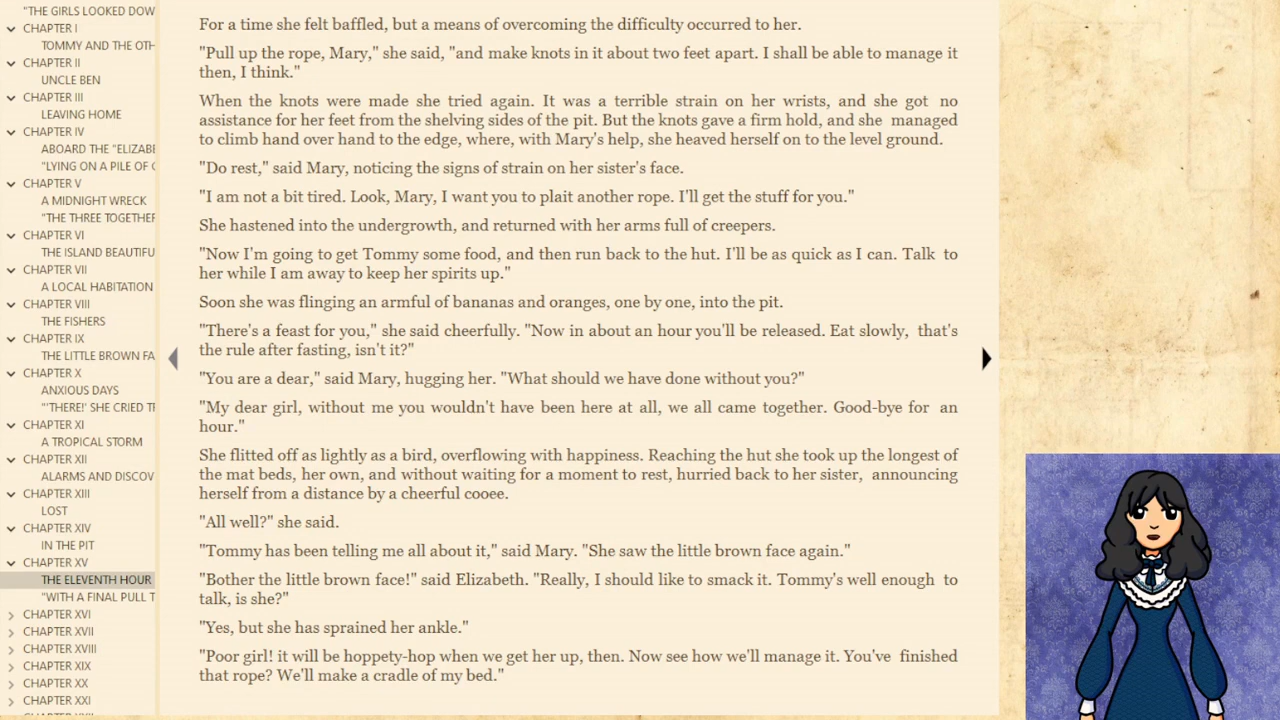 "THE GIRLS LOOKED DOW
CHAPTER I
TOMMY AND THE OTH
CHAPTER II
UNCLE BEN
CHAPTER III
LEAVING HOME
CHAPTER IV
ABOARD THE "ELIZABE
"LYING ON A PILE OF
CHAPTER V
A MIDNIGHT WRECK
"THE THREE TOGETHER
CHAPTER VI
THE ISLAND BEAUTIFU
CHAPTER VII
A LOCAL HABITATION
CHAPTER VIII
THE FISHERS
CHAPTER IX
THE LITTLE BROWN FA
CHAPTER X
ANXIOUS DAYS
"'THERE!' SHE CRIED
CHAPTER XI
A TROPICAL STORM
CHAPTER XII
ALARMS AND DISCOV
CHAPTER XIII
LOST
CHAPTER XIV
IN THE PIT
CHAPTER XV
THE ELEVENTH HOUR
"WITH A FINAL PULL T
CHAPTER XVI
CHAPTER XVII
CHAPTER XVIII
CHAPTER XIX
CHAPTER XX
CHAPTER XXI
For a time she felt baffled, but a means of overcoming the difficulty occurred to her.
"Pull up the rope, Mary," she said, "and make knots in it about two feet apart. I shall be able to manage it
then, I think."
When the knots were made she tried again. It was a terrible strain on her wrists, and she got no
assistance for her feet from the shelving sides of the pit. But the knots gave a firm hold, and she managed
to climb hand over hand to the edge, where, with Mary's help, she heaved herself on to the level ground.
"Do rest," said Mary, noticing the signs of strain on her sister's face.
"I am not a bit tired. Look, Mary, I want you to plait another rope. I'll get the stuff for you."
She hastened into the undergrowth, and returned with her arms full of creepers.
"Now I'm going to get Tommy some food, and then run back to the hut. I'll be as quick as I can. Talk to
her while I am away to keep her spirits up."
Soon she was flinging an armful of bananas and oranges, one by one, into the pit.
"There's a feast for you," she said cheerfully. "Now in about an hour you'll be released. Eat slowly, that's
the rule after fasting, isn't it?"
"You are a dear," said Mary, hugging her. "What should we have done without you?"
"My dear girl, without me you wouldn't have been here at all, we all came together. Good-bye for an
hour."
She flitted off as lightly as a bird, overflowing with happiness. Reaching the hut she took up the longest of
the mat beds, her own, and without waiting for a moment to rest, hurried back to her sister, announcing
herself from a distance by a cheerful cooee.
"All well?" she said.
"Tommy has been telling me all about it," said Mary. "She saw the little brown face again."
"Bother the little brown face!" said Elizabeth. "Really, I should like to smack it. Tommy's well enough to
talk, is she?"
"Yes, but she has sprained her ankle."
"Poor girl! it will be hoppety-hop when we get her up, then. Now see how we'll manage it. You've finished
that rope? We'll make a cradle of my bed."